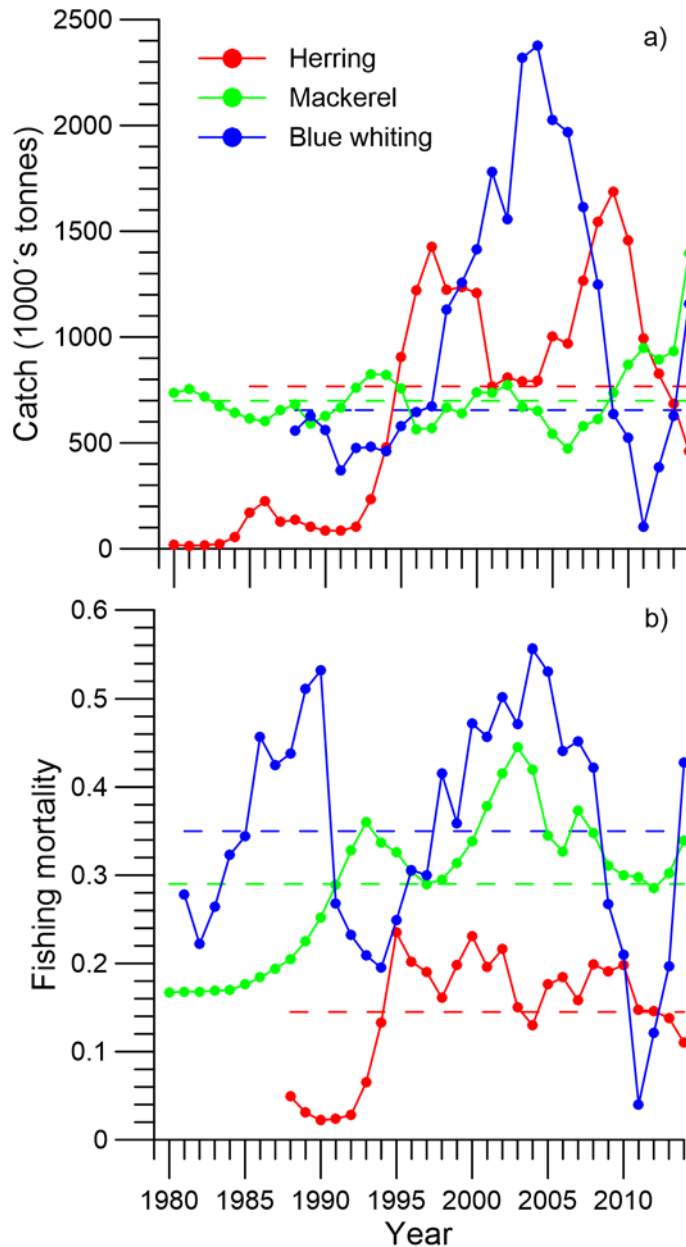 2500
a)
Herring
Mackerel
Blue whiting
2000
1500
1000
500
0
Catch (1000´s tonnes)
0.6
b)
0.5
0.4
0.3
0.2
0.1
0
Fishing mortality
1980 1985 1990 1995 2000 2005 2010
Year